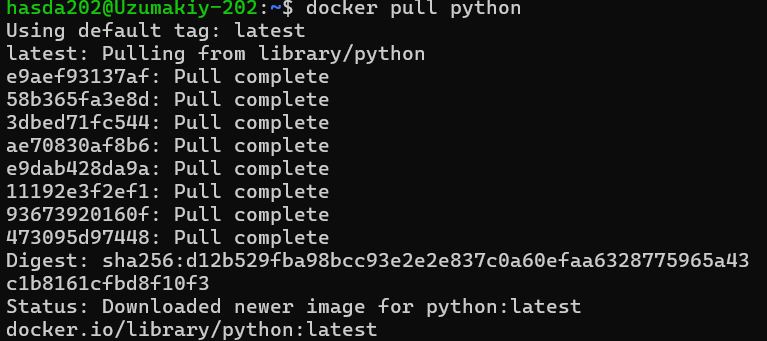 hasda202@Uzumakiy-202:~$ docker pull python
Using default tag: latest
latest: Pulling from library/python
e9aef93137af: Pull complete
58b365fa3e8d: Pull complete
3dbed71fc544: Pull complete
ae70830af8b6: Pull complete
e9dab428da9a: Pull complete
11192e3f2ef1: Pull complete
93673920160f: Pull complete
473095d97448: Pull complete
Digest: sha256:d12b529fba98bcc93e2e2e837c0a60efaa6328775965a43
c1b8161cfbd8f10f3
Status: Downloaded newer image for python:latest
docker.io/library/python:latest